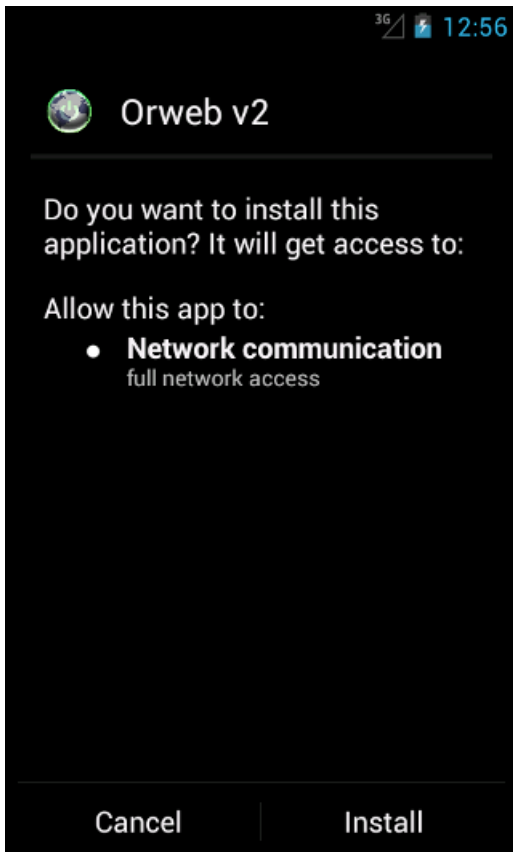 3G 12:56
Orweb v2
Do you want to install this
application? It will get access to:
Allow this app to:
● Network communication
full network access
Cancel Install